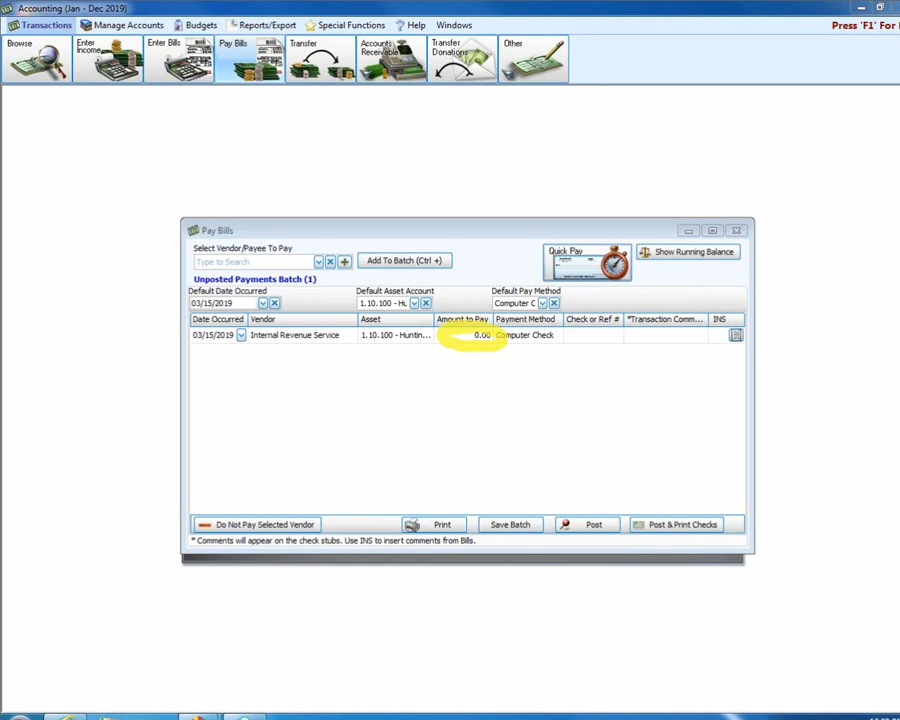 Accounting (Jan - Dec 2019)
Transactions Manage Accounts Budgets Reports/Export Special Functions Help Windows Press 'F1' For
Browse Enter Income Enter Bills Pay Bills Transfer Accounts Receivable Transfer Donations Other
Pay Bills
Select Vendor/Payee To Pay
Type to Search Add To Batch (Ctrl +) Quick Pay Show Running Balance
Unposted Payments Batch (1)
Default Date Occurred Default Asset Account Default Pay Method
03/15/2019 1.10.100 - Hu Computer C
Date Occurred Vendor Asset Amount to Pay Payment Method Check or Ref # *Transaction Comm... INS
03/15/2019 Internal Revenue Service 1.10.100 - Huntin... 0.00 Computer Check
Do Not Pay Selected Vendor Print Save Batch Post Post & Print Checks
* Comments will appear on the check stubs. Use INS to insert comments from Bills.